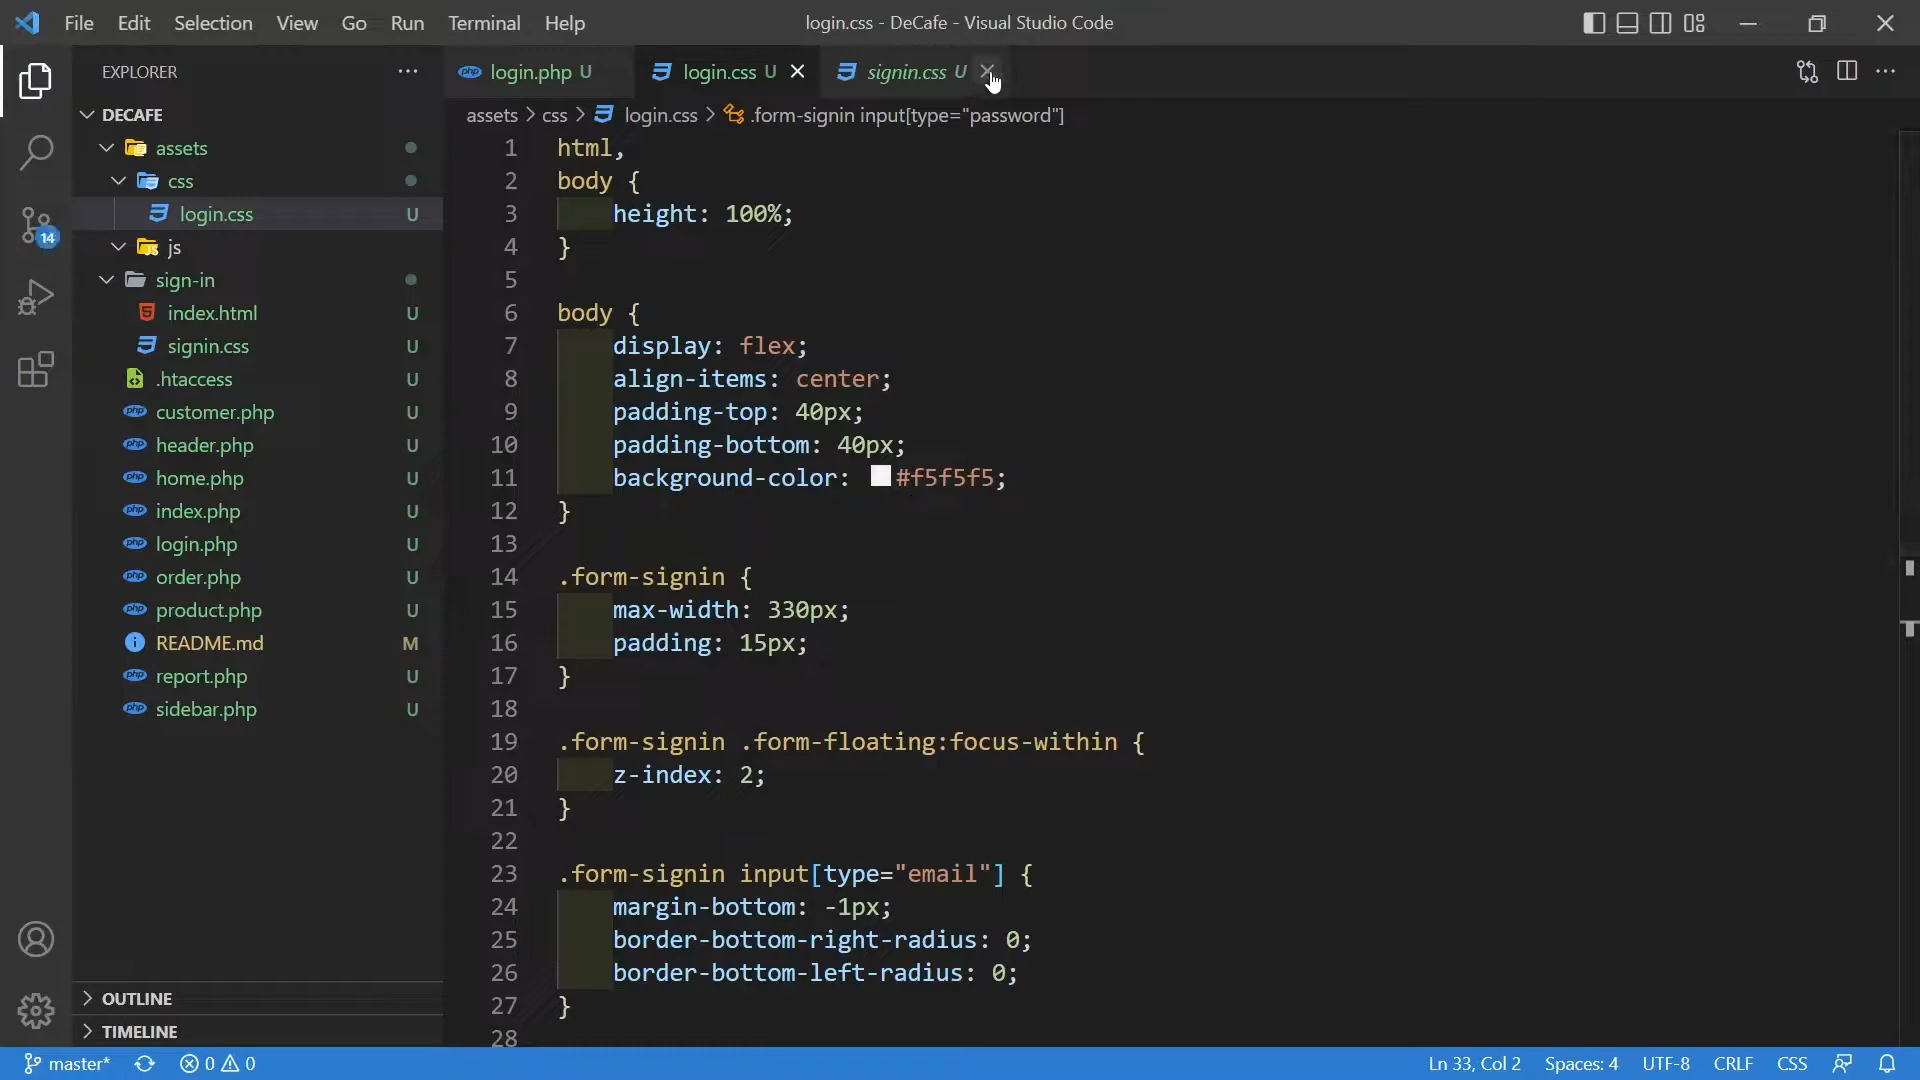 File Edit Selection View Go Run Terminal Help
login.css - DeCafe - Visual Studio Code
EXPLORER
DECAFE
assets
css
login.css U
js
sign-in
index.html U
signin.css U
.htaccess U
customer.php U
header.php U
home.php U
index.php U
login.php U
order.php U
product.php U
README.md M
report.php U
sidebar.php U
OUTLINE
TIMELINE
14
php login.php U
login.css U
signin.css U
assets > css > login.css > .form-signin input[type="password"]
1 html,
2 body {
3 height: 100%;
4 }
5
6 body {
7 display: flex;
8 align-items: center;
9 padding-top: 40px;
10 padding-bottom: 40px;
11 background-color: #f5f5f5;
12 }
13
14 .form-signin {
15 max-width: 330px;
16 padding: 15px;
17 }
18
19 .form-signin .form-floating:focus-within {
20 z-index: 2;
21 }
22
23 .form-signin input[type="email"] {
24 margin-bottom: -1px;
25 border-bottom-right-radius: 0;
26 border-bottom-left-radius: 0;
27 }
28
master* 0 0 Ln 33, Col 2 Spaces: 4 UTF-8 CRLF CSS